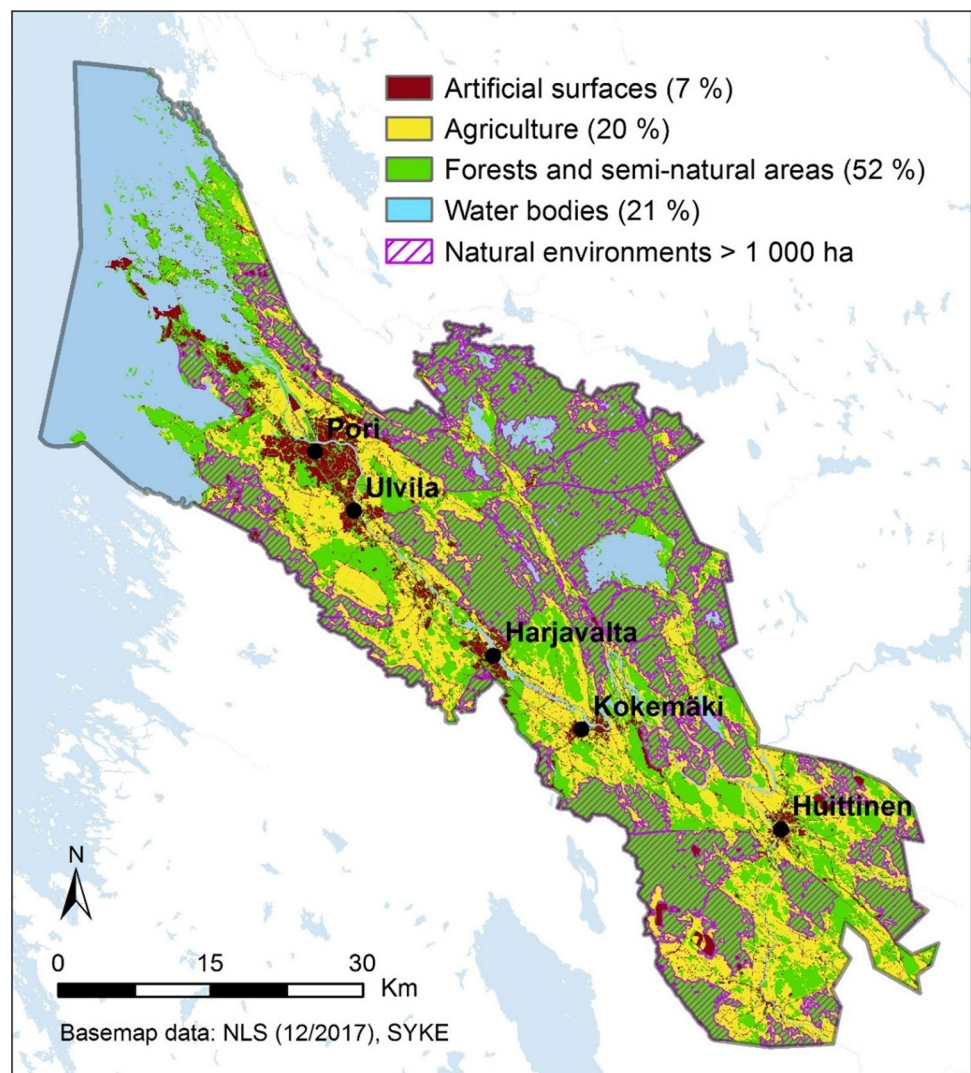 Artificial surfaces (7 %)
Agriculture (20 %)
Forests and semi-natural areas (52 %)
Water bodies (21 %)
Natural environments > 1 000 ha
Pori
Ulvila
Harjavalta
Kokemäki
Huittinen
N
0 15 30
Km
Basemap data: NLS (12/2017), SYKE